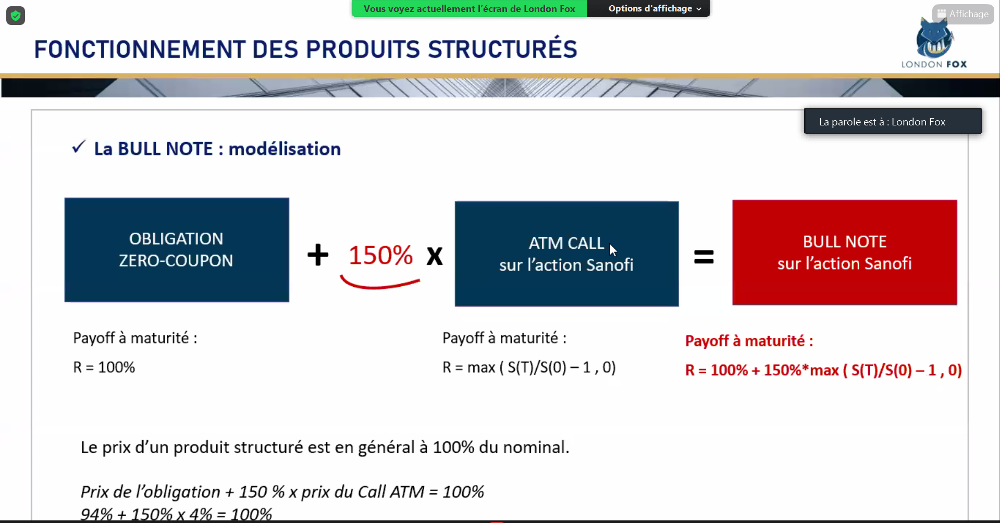 Vous voyez actuellement l’écran de London Fox
Options d'affichage
Affichage
FONCTIONNEMENT DES PRODUITS STRUCTURÉS
LONDON FOX
La parole est à : London Fox
✓ La BULL NOTE : modélisation
OBLIGATION
ZERO-COUPON
+ 150% x
ATM CALL
sur l’action Sanofi
=
BULL NOTE
sur l’action Sanofi
Payoff à maturité :
R = 100%
Payoff à maturité :
R = max ( S(T)/S(0) – 1 , 0)
Payoff à maturité :
R = 100% + 150%*max ( S(T)/S(0) – 1 , 0)
Le prix d’un produit structuré est en général à 100% du nominal.
Prix de l’obligation + 150 % x prix du Call ATM = 100%
94% + 150% x 4% = 100%